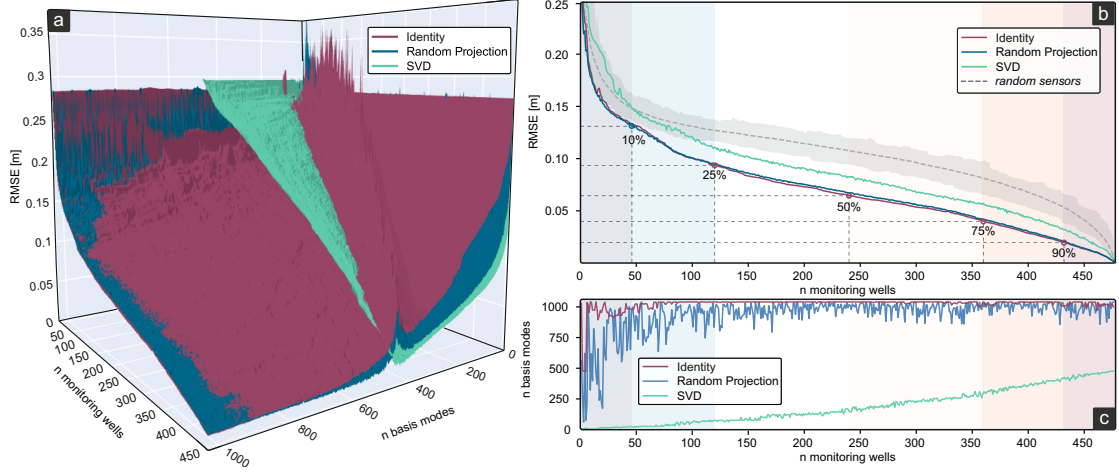 a
Identity
Random Projection
SVD
0.35
0.3
0.25
0.2
0.15
0.1
0.05
0
RMSE [m]
50
100
150
200
250
300
350
400
450
n monitoring wells
1000
800
600
400
200
0
n basis modes
b
Identity
Random Projection
SVD
random sensors
0.25
0.20
0.15
0.10
0.05
RMSE [m]
10%
25%
50%
75%
90%
0 50 100 150 200 250 300 350 400 450
n monitoring wells
1000
750
500
250
0
n basis modes
Identity
Random Projection
SVD
c
0 50 100 150 200 250 300 350 400 450
n monitoring wells